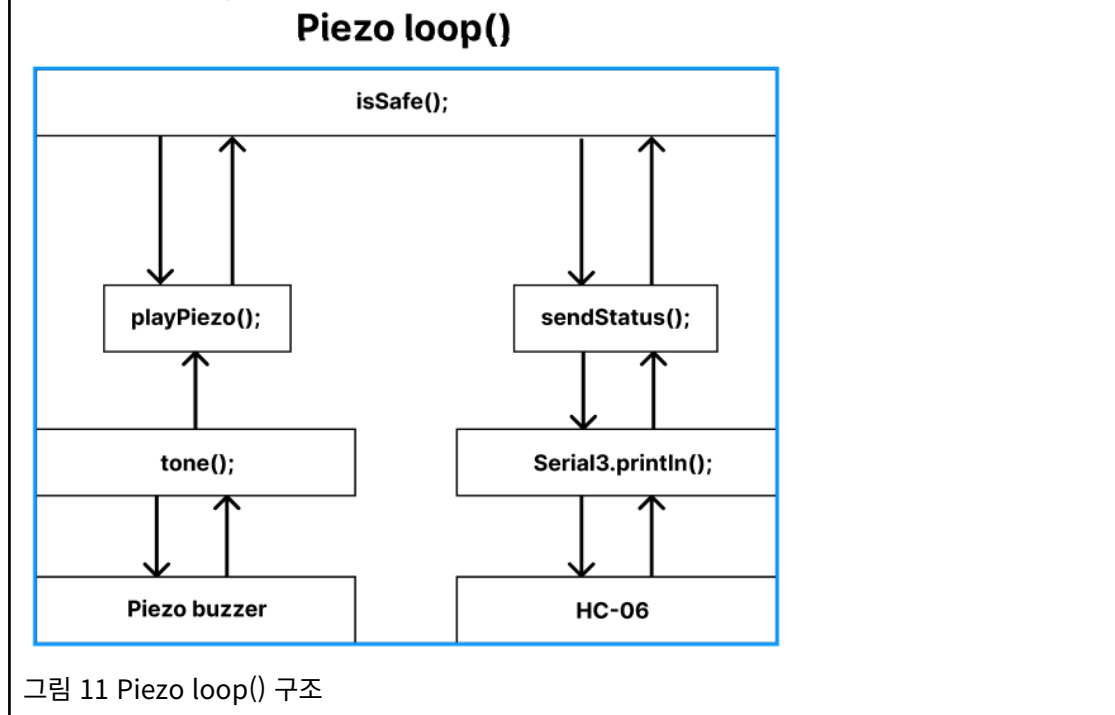 Piezo loop()
isSafe();
playPiezo();
sendStatus();
tone();
Serial3.println();
Piezo buzzer
HC-06
그림 11 Piezo loop() 구조